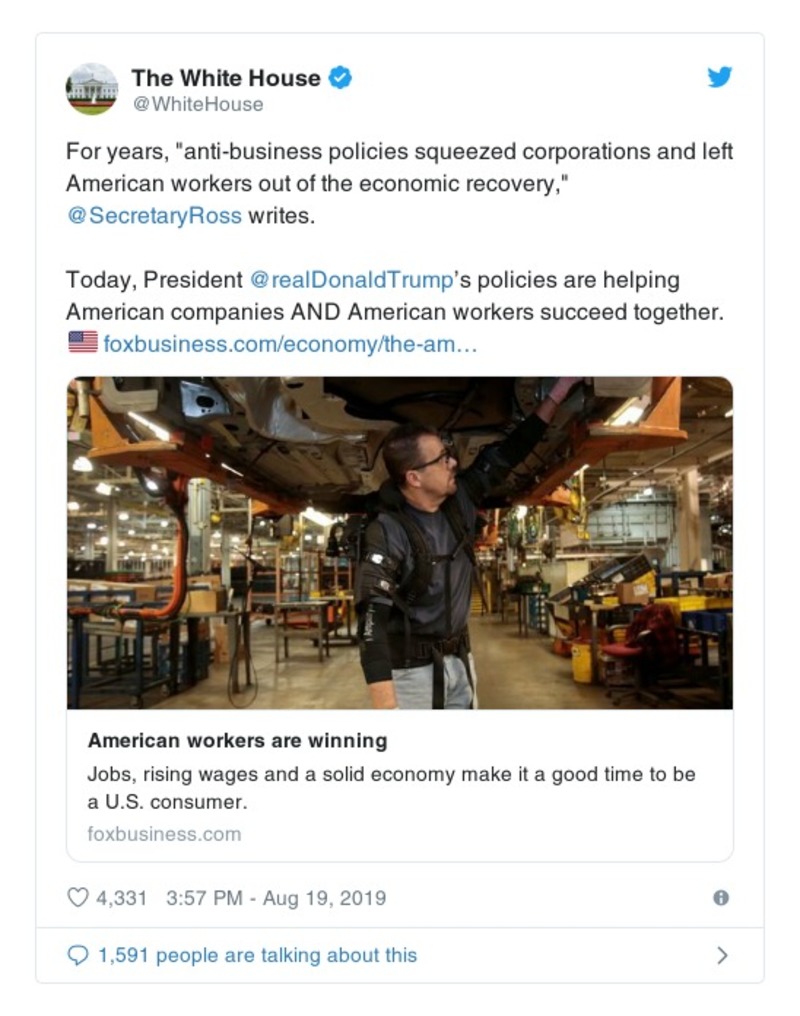 The White House
@WhiteHouse
For years, "anti-business policies squeezed corporations and left
American workers out of the economic recovery,"
@SecretaryRoss writes.
Today, President @realDonaldTrump's policies are helping
American companies AND American workers succeed together.
foxbusiness.com/economy/the-am…
American workers are winning
Jobs, rising wages and a solid economy make it a good time to be
a U.S. consumer.
foxbusiness.com
4,331 3:57 PM - Aug 19, 2019
1,591 people are talking about this